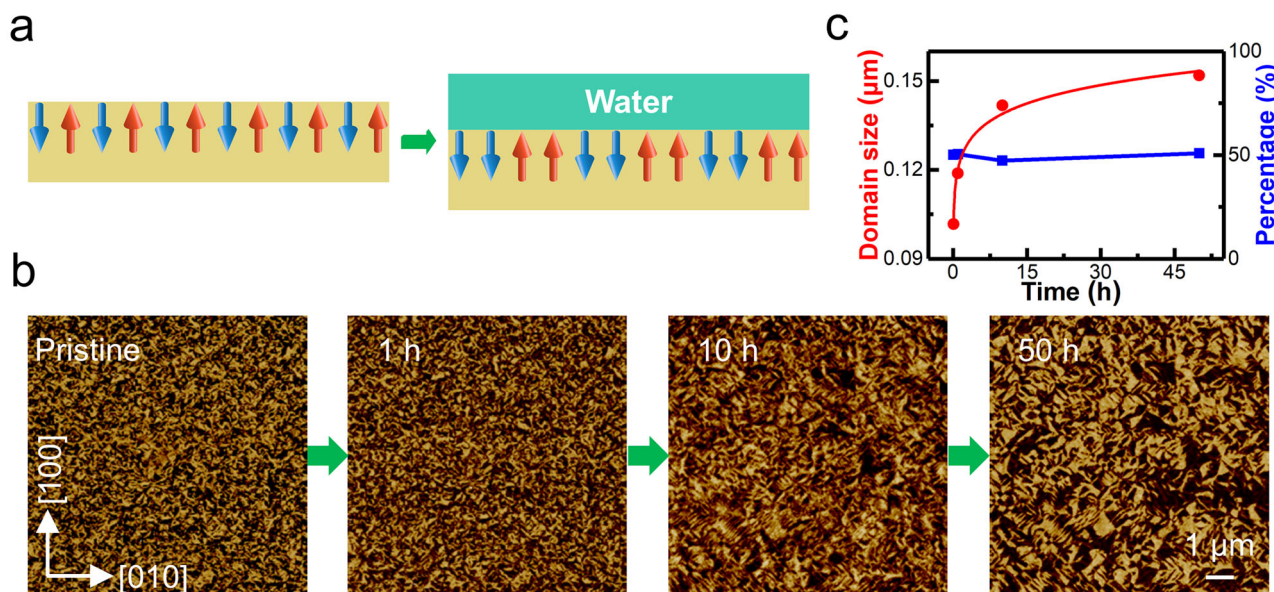 a
Water
c
Domain size (μm)
0.15
0.12
0.09
100
50
0
Percentage (%)
0
15
30
45
Time (h)
b
Pristine
1 h
10 h
50 h
[100]
[010]
1 μm